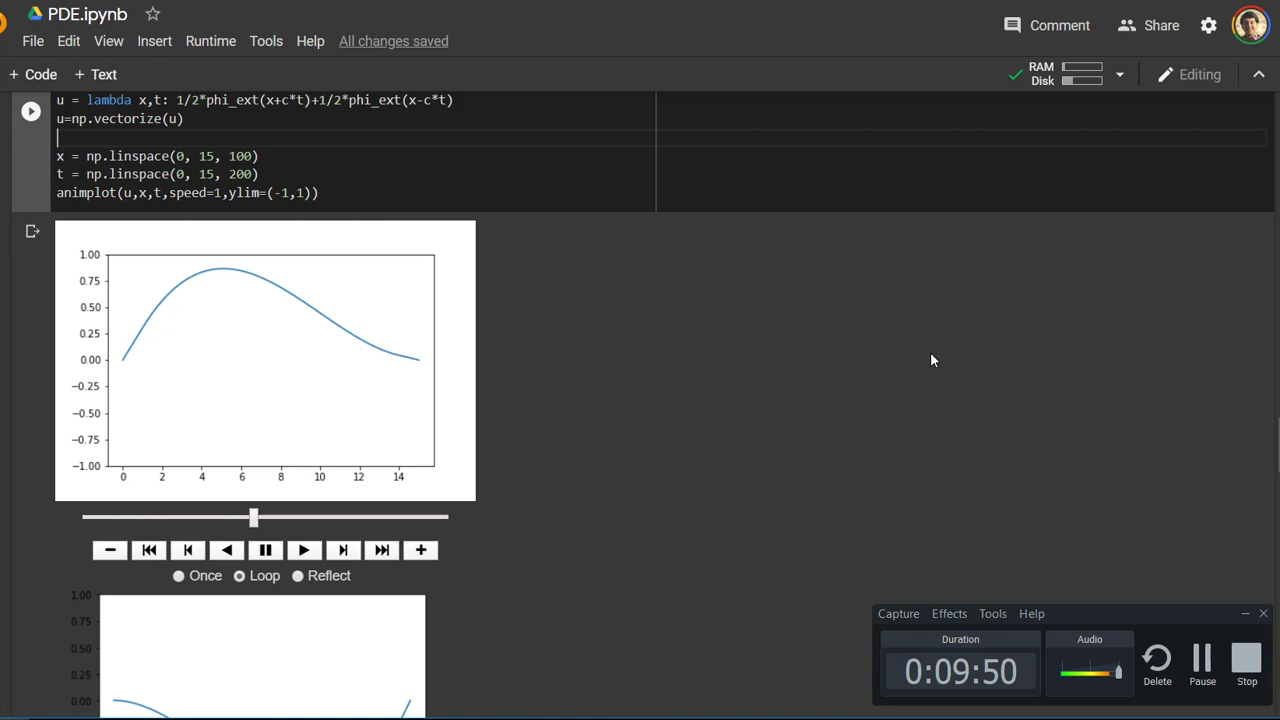 PDE.ipynb
Comment
Share
File Edit View Insert Runtime Tools Help All changes saved
+ Code + Text
RAM
Disk
Editing
u = lambda x,t: 1/2*phi_ext(x+c*t)+1/2*phi_ext(x-c*t)
u=np.vectorize(u)
x = np.linspace(0, 15, 100)
t = np.linspace(0, 15, 200)
animplot(u,x,t,speed=1,ylim=(-1,1))
1.00
0.75
0.50
0.25
0.00
−0.25
−0.50
−0.75
−1.00
0 2 4 6 8 10 12 14
Once Loop Reflect
1.00
0.75
0.50
0.25
0.00
Capture Effects Tools Help
Duration
Audio
0:09:50
Delete Pause Stop